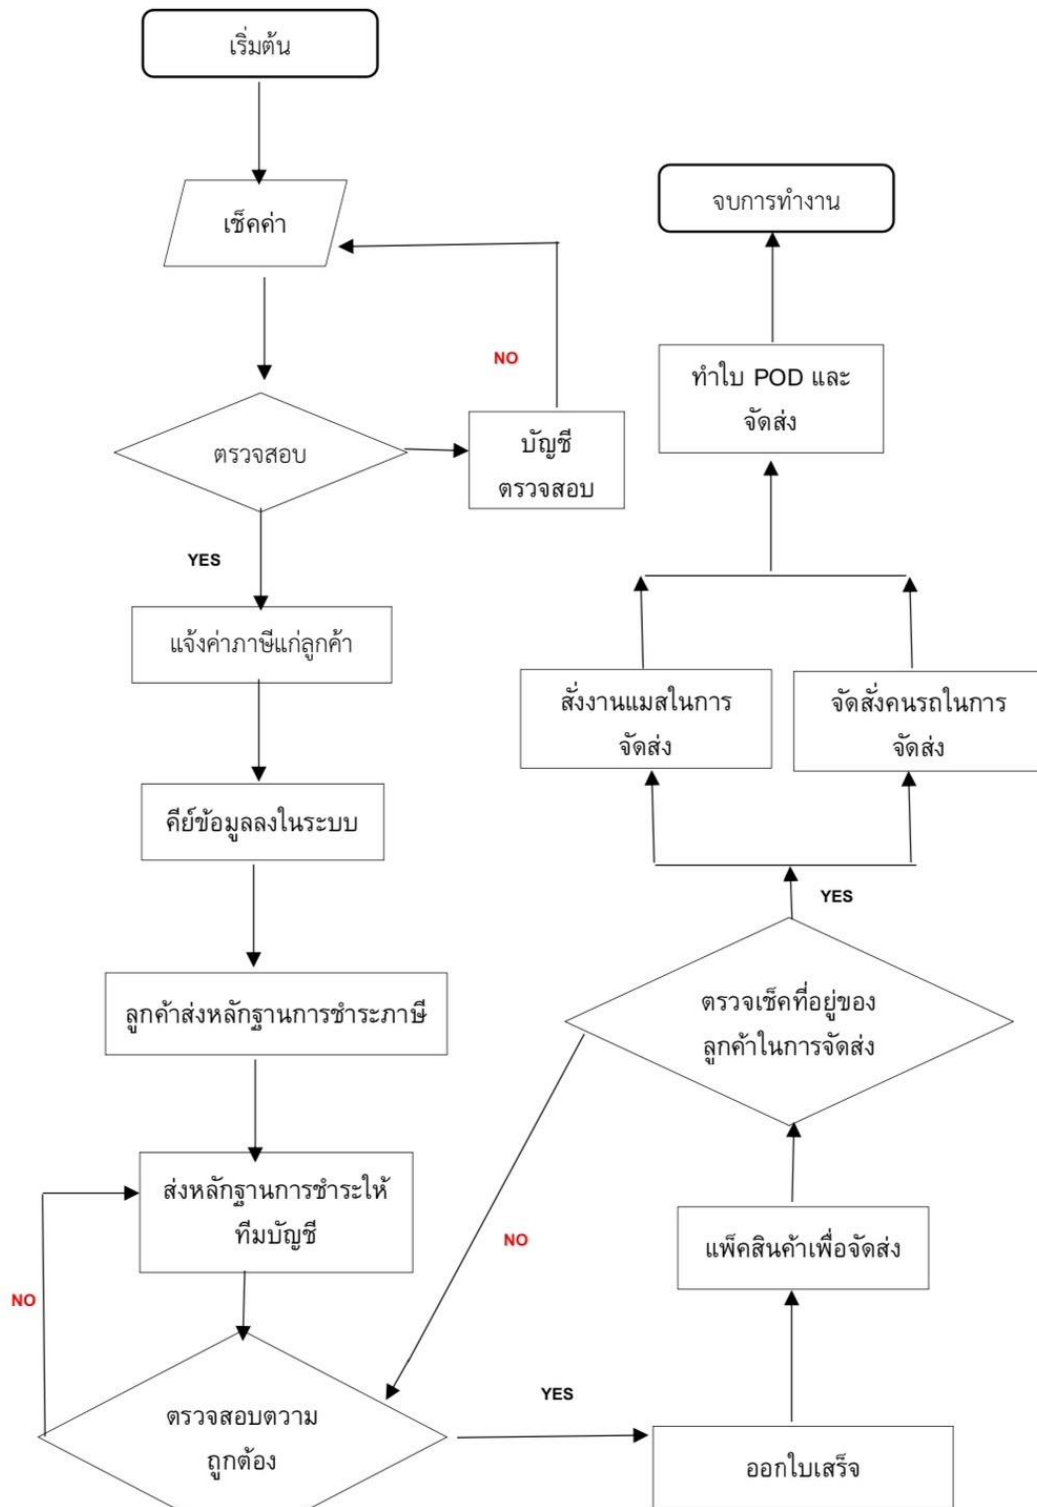 เริ่มต้น
เช็คค่า
NO
ตรวจสอบ
บัญชี
ตรวจสอบ
YES
แจ้งค่าภาษีแก่ลูกค้า
คีย์ข้อมูลลงในระบบ
ลูกค้าส่งหลักฐานการชำระภาษี
ส่งหลักฐานการชำระให้
ทีมบัญชี
NO
ตรวจสอบตวาม
ถูกต้อง
YES
ออกใบเสร็จ
แพ็คสินค้าเพื่อจัดส่ง
ตรวจเช็คที่อยู่ของ
ลูกค้าในการจัดส่ง
NO
YES
สั่งงานแมสในการ
จัดส่ง
จัดสั่งคนรถในการ
จัดส่ง
ทำใบ POD และ
จัดส่ง
จบการทำงาน